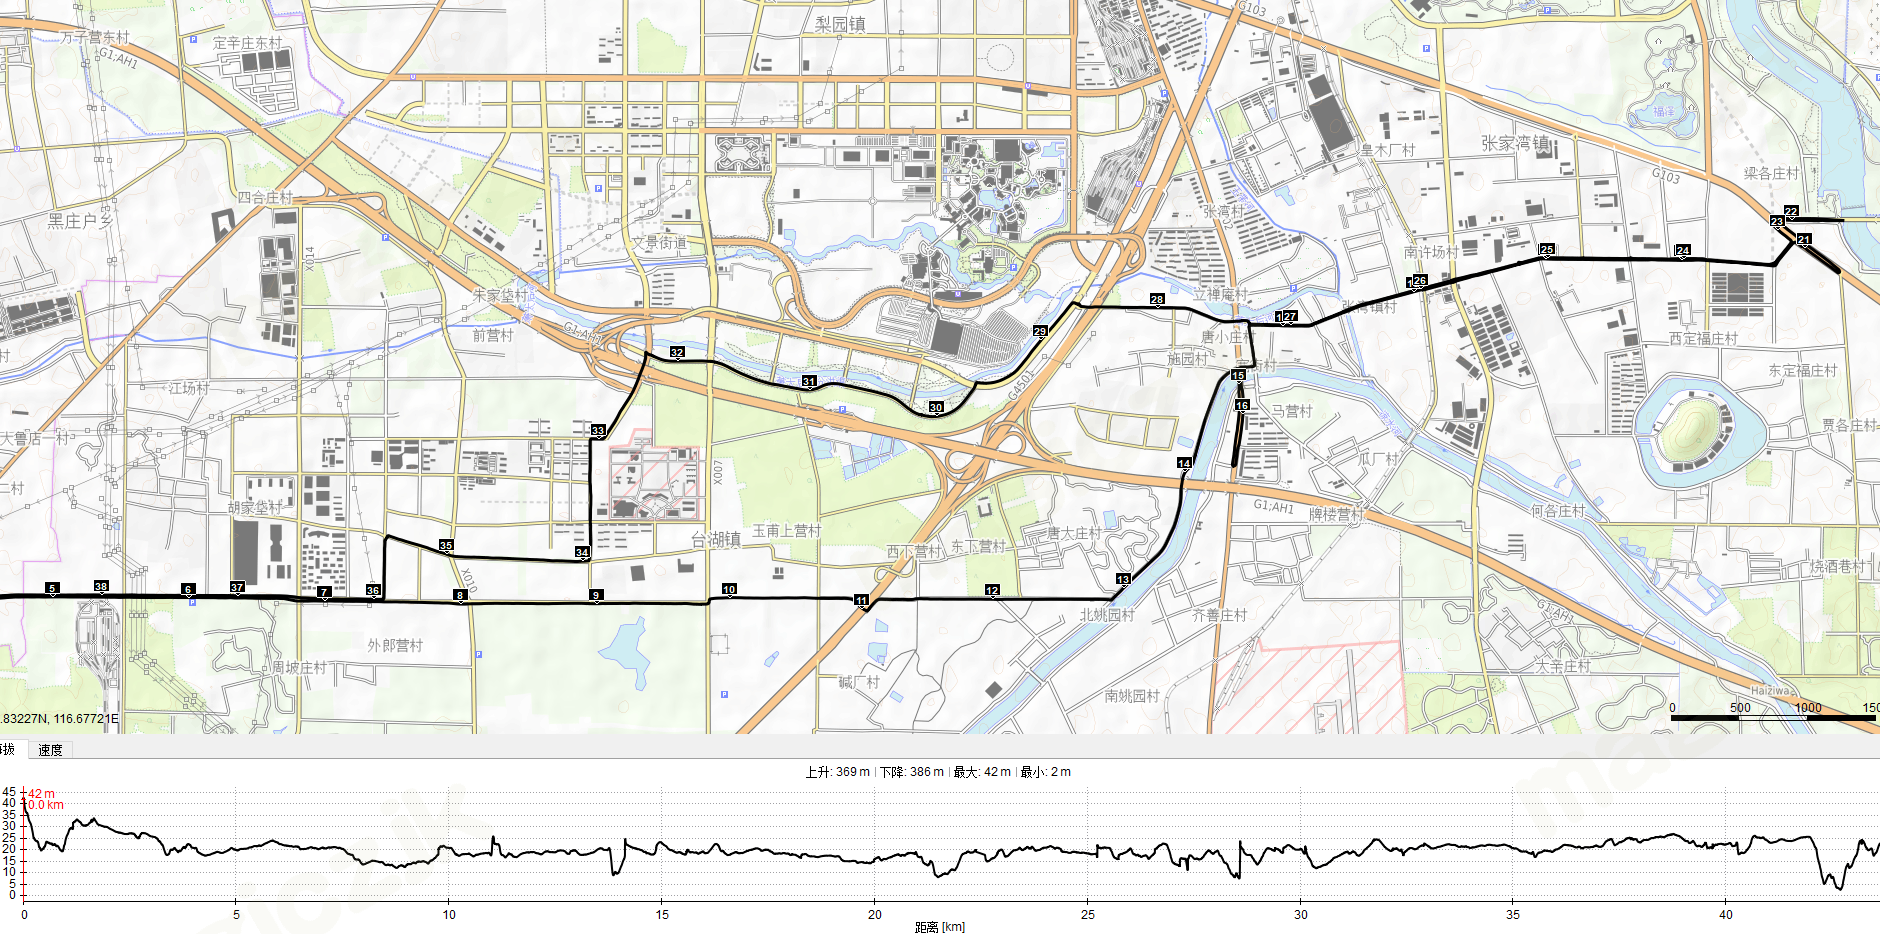 梨园镇
G103
万子营东村
定辛庄东村
G1;AH1
福泽
皇木厂村
张家湾镇
G103
梁各庄村
四合庄村
黑庄户乡
张湾村
22
23
文景街道
21
南许场村
25
24
X014
26
朱家垡村
立禅庵村
28
27
张湾镇村
前营村
G1;AH1
29
唐小庄村
西定福庄村
32
施园村
15
东定福庄村
江场村
31
G4501
30
16
马营村
贾各庄村
33
大鲁店一村
14
瓜厂村
二村
X007
胡家垡村
G1;AH1
牌楼营村
何各庄村
玉甫上营村
唐大庄村
台湖镇
35
34
西下营村
东下营村
烧酒巷村
X010
13
5
38
6
37
7
36
8
9
10
11
12
北姚园村
齐善庄村
G1;AH1
外郎营村
周坡庄村
大辛庄村
碱厂村
南姚园村
Haiziwa
.83227N, 116.67721E
0
500
1000
150
速度
上升: 369 m | 下降: 386 m | 最大: 42 m | 最小: 2 m
45
42 m
40
0.0 km
35
30
25
20
15
10
5
0
0
5
10
15
20
25
30
35
40
距离 [km]